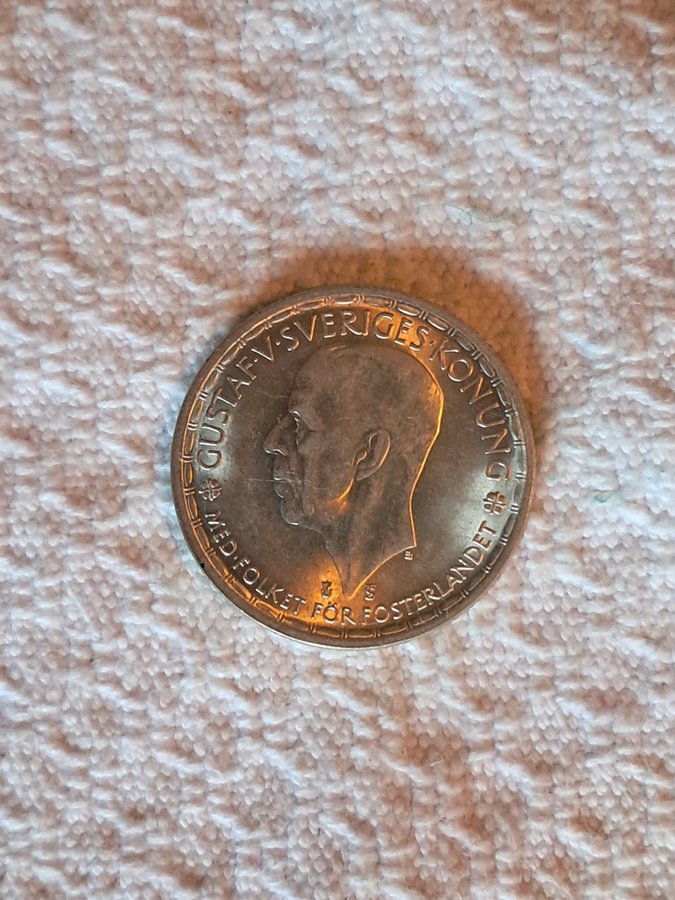 GUSTAF·V·SVERIGES·KONUNG
MED·FOLKET FÖR FOSTERLANDET